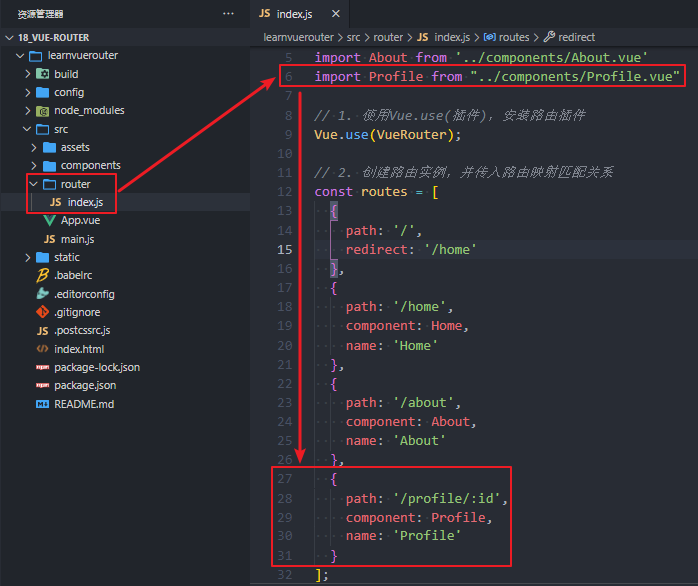 资源管理器
···
18_VUE-ROUTER
learnvuerouter
build
config
node_modules
src
assets
components
router
JS index.js
App.vue
JS main.js
static
.babelrc
.editorconfig
.gitignore
JS .postcssrc.js
index.html
package-lock.json
package.json
README.md
JS index.js ×
learnvuerouter > src > router > JS index.js > routes > redirect
5 import About from '../components/About.vue'
6 import Profile from "../components/Profile.vue"
7
8 // 1. 使用Vue.use(插件)，安装路由插件
9 Vue.use(VueRouter);
10
11 // 2. 创建路由实例，并传入路由映射匹配关系
12 const routes = [
13 {
14 path: '/',
15 redirect: '/home'
16 },
17 {
18 path: '/home',
19 component: Home,
20 name: 'Home'
21 },
22 {
23 path: '/about',
24 component: About,
25 name: 'About'
26 },
27 {
28 path: '/profile/:id',
29 component: Profile,
30 name: 'Profile'
31 }
32 ];